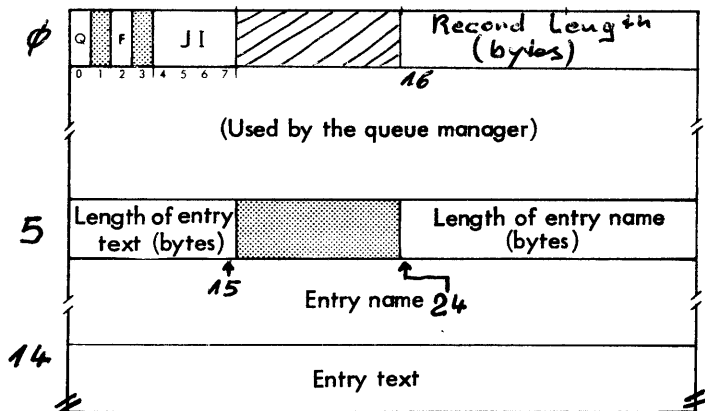 ϕ Q F JI Record Length
(bytes)
0 1 2 3 4 5 6 7 16
(Used by the queue manager)
5 Length of entry text (bytes) Length of entry name (bytes)
15 24
Entry name
14 Entry text